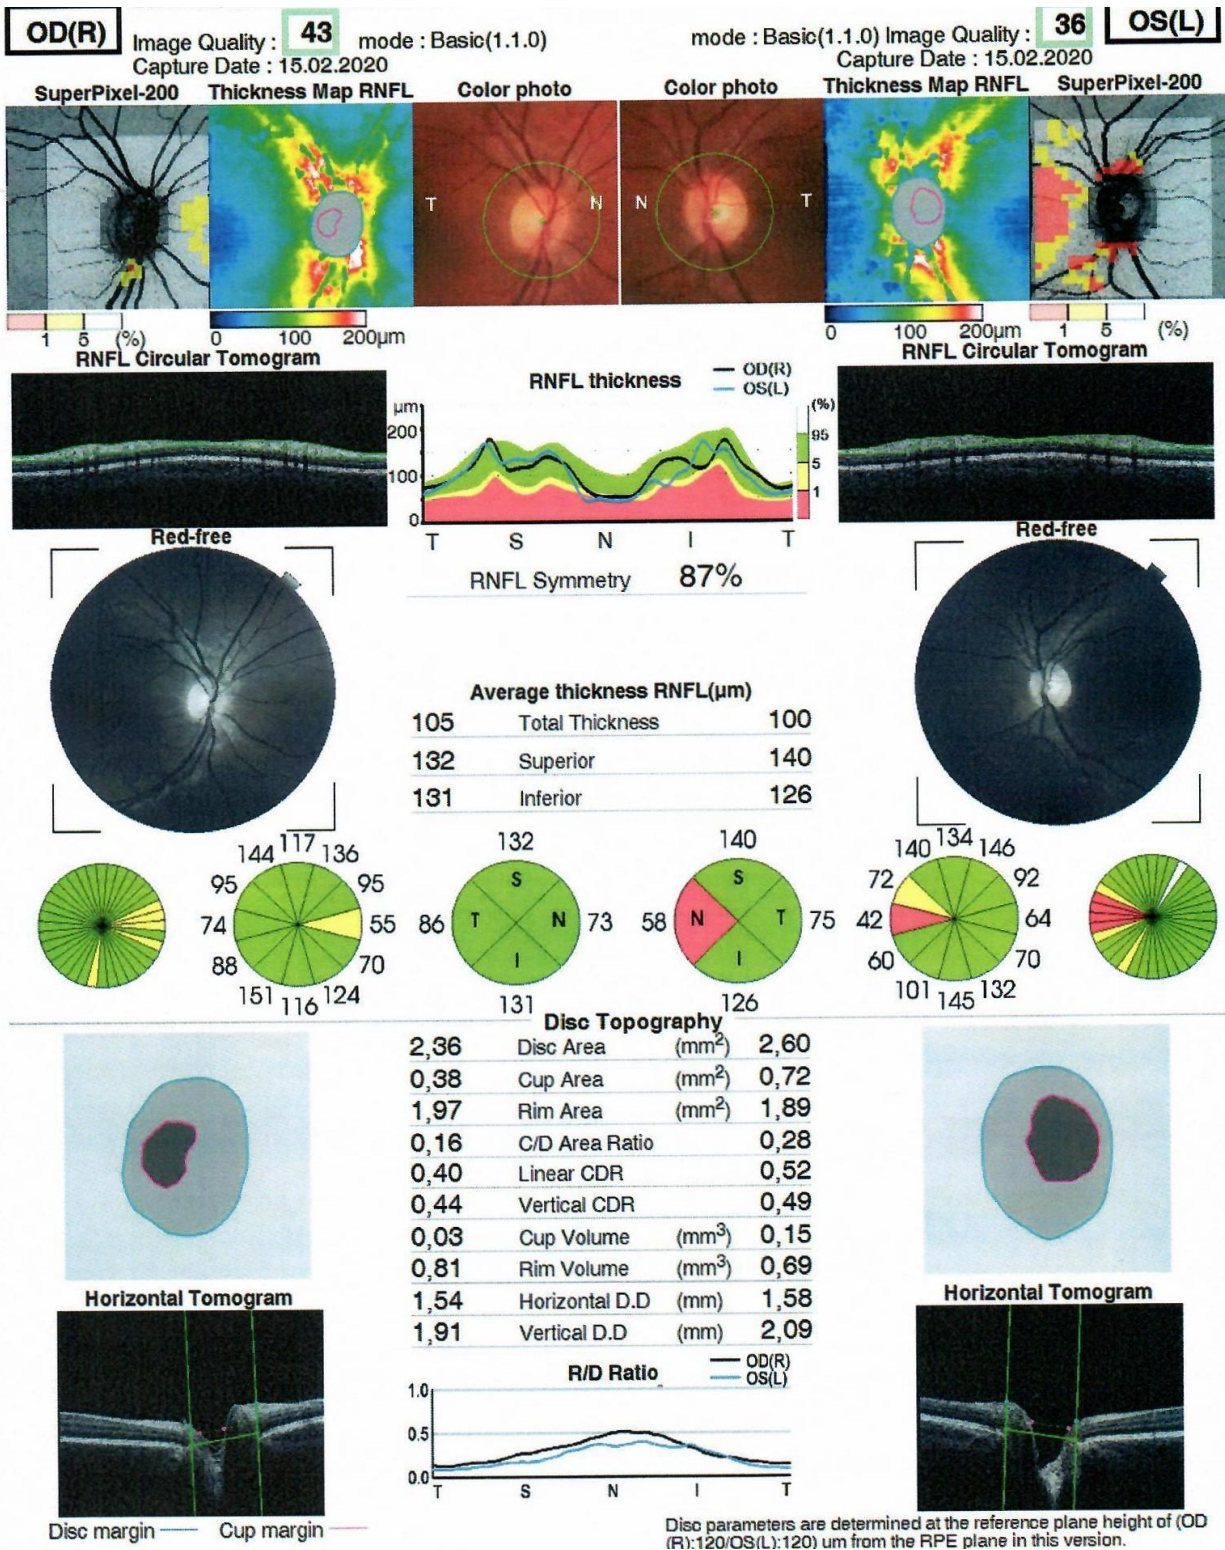 OD(R) Image Quality : 43 mode : Basic(1.1.0) mode : Basic(1.1.0) Image Quality : 36 OS(L)
Capture Date : 15.02.2020 Capture Date : 15.02.2020
SuperPixel-200 Thickness Map RNFL Color photo Color photo Thickness Map RNFL SuperPixel-200
T N N T
1 5 (%) 0 100 200μm 0 100 200μm 1 5 (%)
RNFL Circular Tomogram RNFL Circular Tomogram
RNFL thickness OD(R)
OS(L)
μm (%)
200 95
100 5
1
0
T S N I T
Red-free Red-free
RNFL Symmetry 87%
Average thickness RNFL(μm)
105 Total Thickness 100
132 Superior 140
131 Inferior 126
144 117 136 132 140 140 134 146
95 95 S S 72 92
74 55 86 T N 73 58 N T 75 42 64
88 70 I I 60 70
151 116 124 131 126 101 145 132
Disc Topography
2,36 Disc Area (mm²) 2,60
0,38 Cup Area (mm²) 0,72
1,97 Rim Area (mm²) 1,89
0,16 C/D Area Ratio 0,28
0,40 Linear CDR 0,52
0,44 Vertical CDR 0,49
0,03 Cup Volume (mm³) 0,15
0,81 Rim Volume (mm³) 0,69
1,54 Horizontal D.D (mm) 1,58
1,91 Vertical D.D (mm) 2,09
Horizontal Tomogram Horizontal Tomogram
R/D Ratio OD(R)
OS(L)
1.0
0.5
0.0
T S N I T
Disc margin Cup margin
Disc parameters are determined at the reference plane height of (OD
(R):120/OS(L):120) um from the RPE plane in this version.